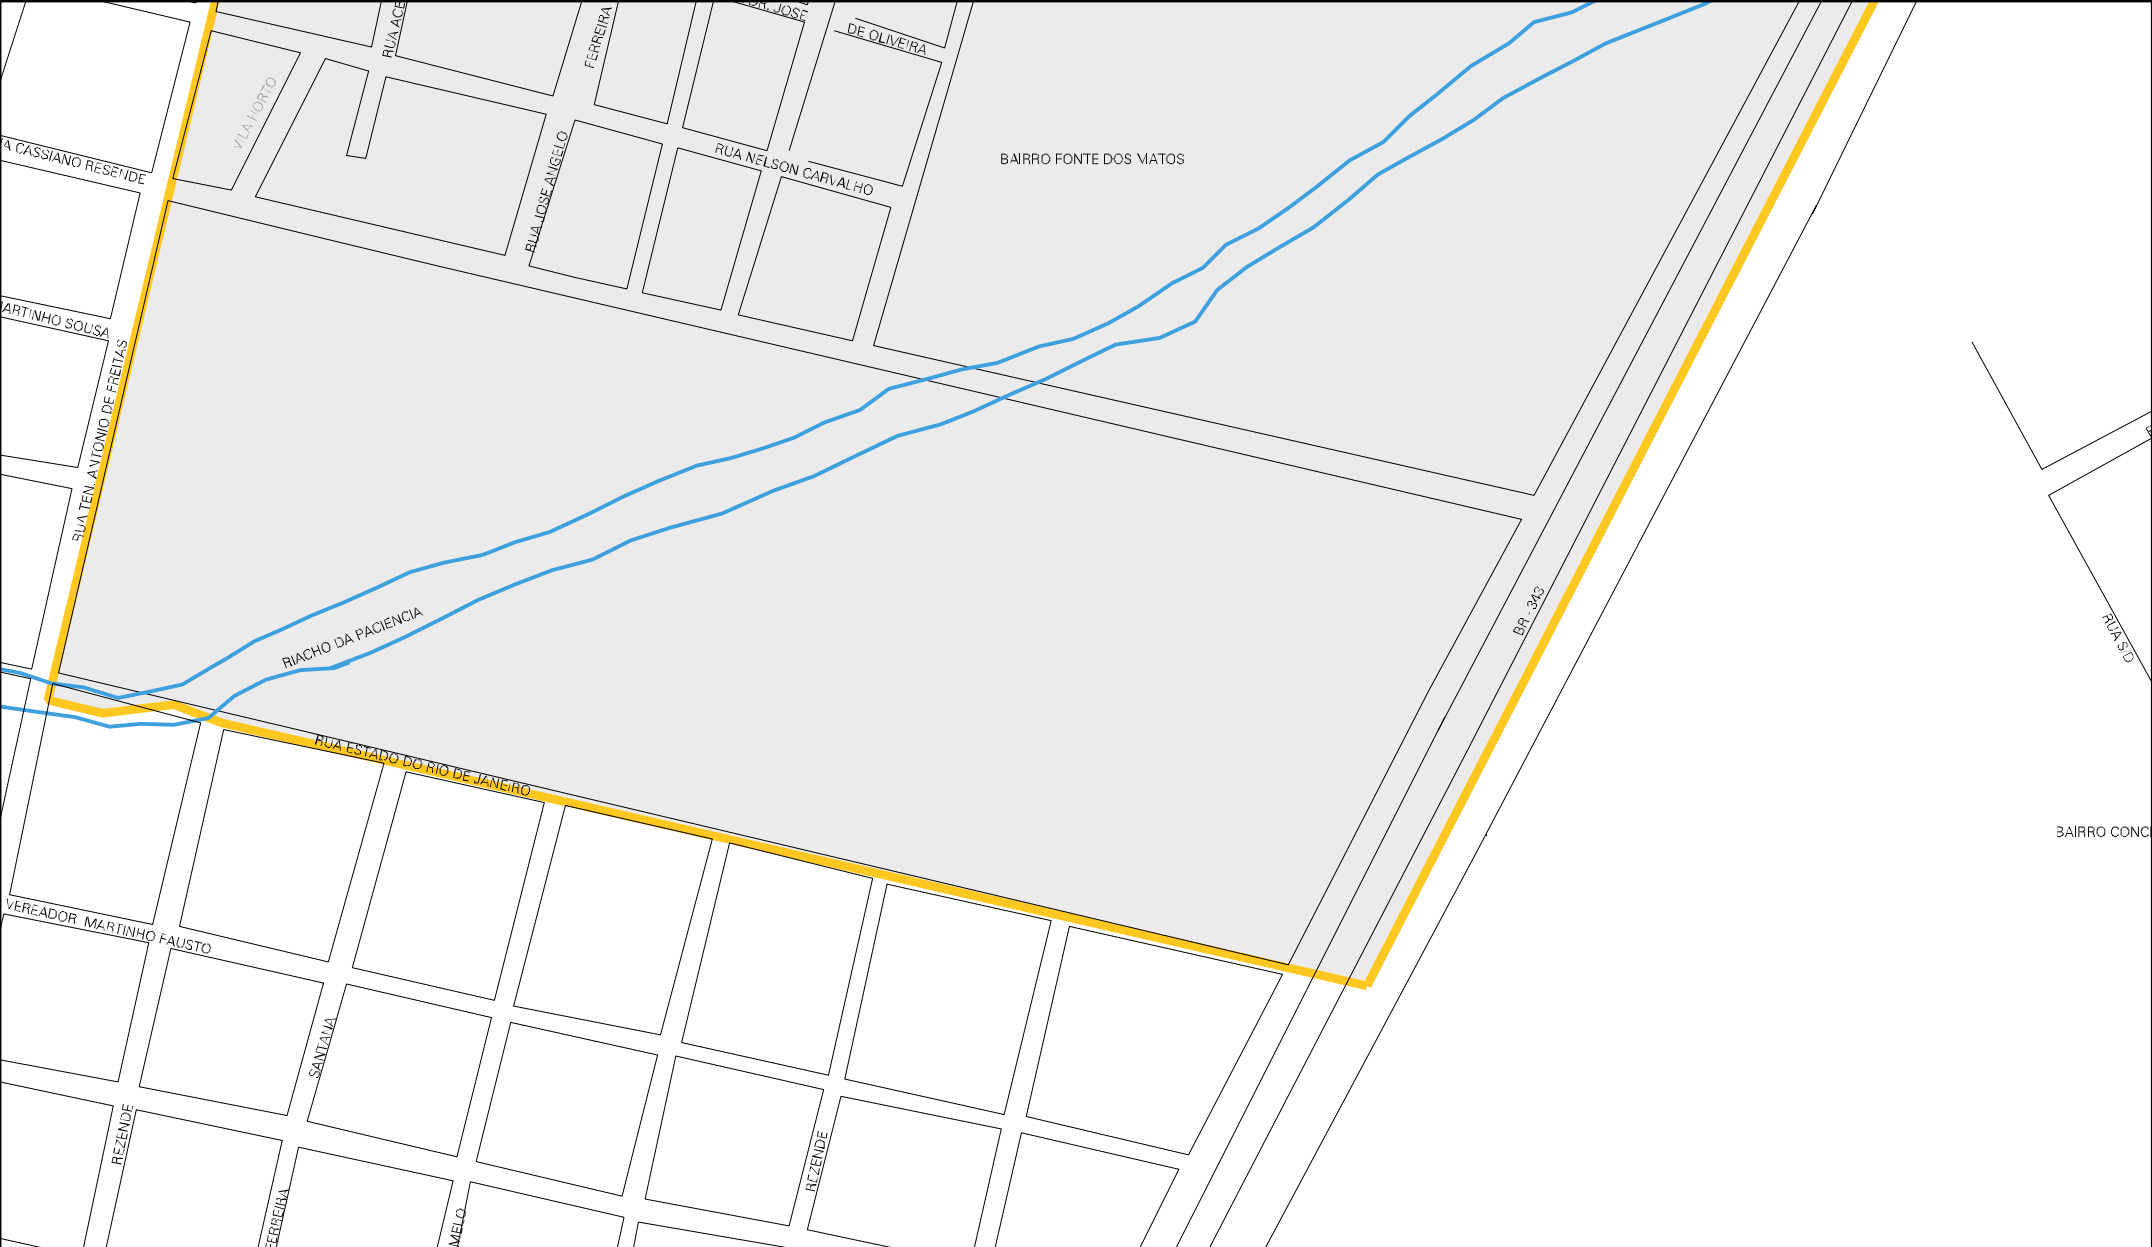 RUA ACE
FERREIRA
DR. JOSE
DE OLIVEIRA
VILA HORTO
RUA CASSIANO RESENDE
RUA JOSE ANGELO
RUA NELSON CARVALHO
BAIRRO FONTE DOS MATOS
MARTINHO SOUSA
RUA TEN. ANTONIO DE FREITAS
RIACHO DA PACIENCIA
BR - 343
RUA S/D
RUA ESTADO DO RIO DE JANEIRO
BAIRRO CONC
VEREADOR MARTINHO FAUSTO
SANTANA
REZENDE
REZENDE
FERREIRA
MELO